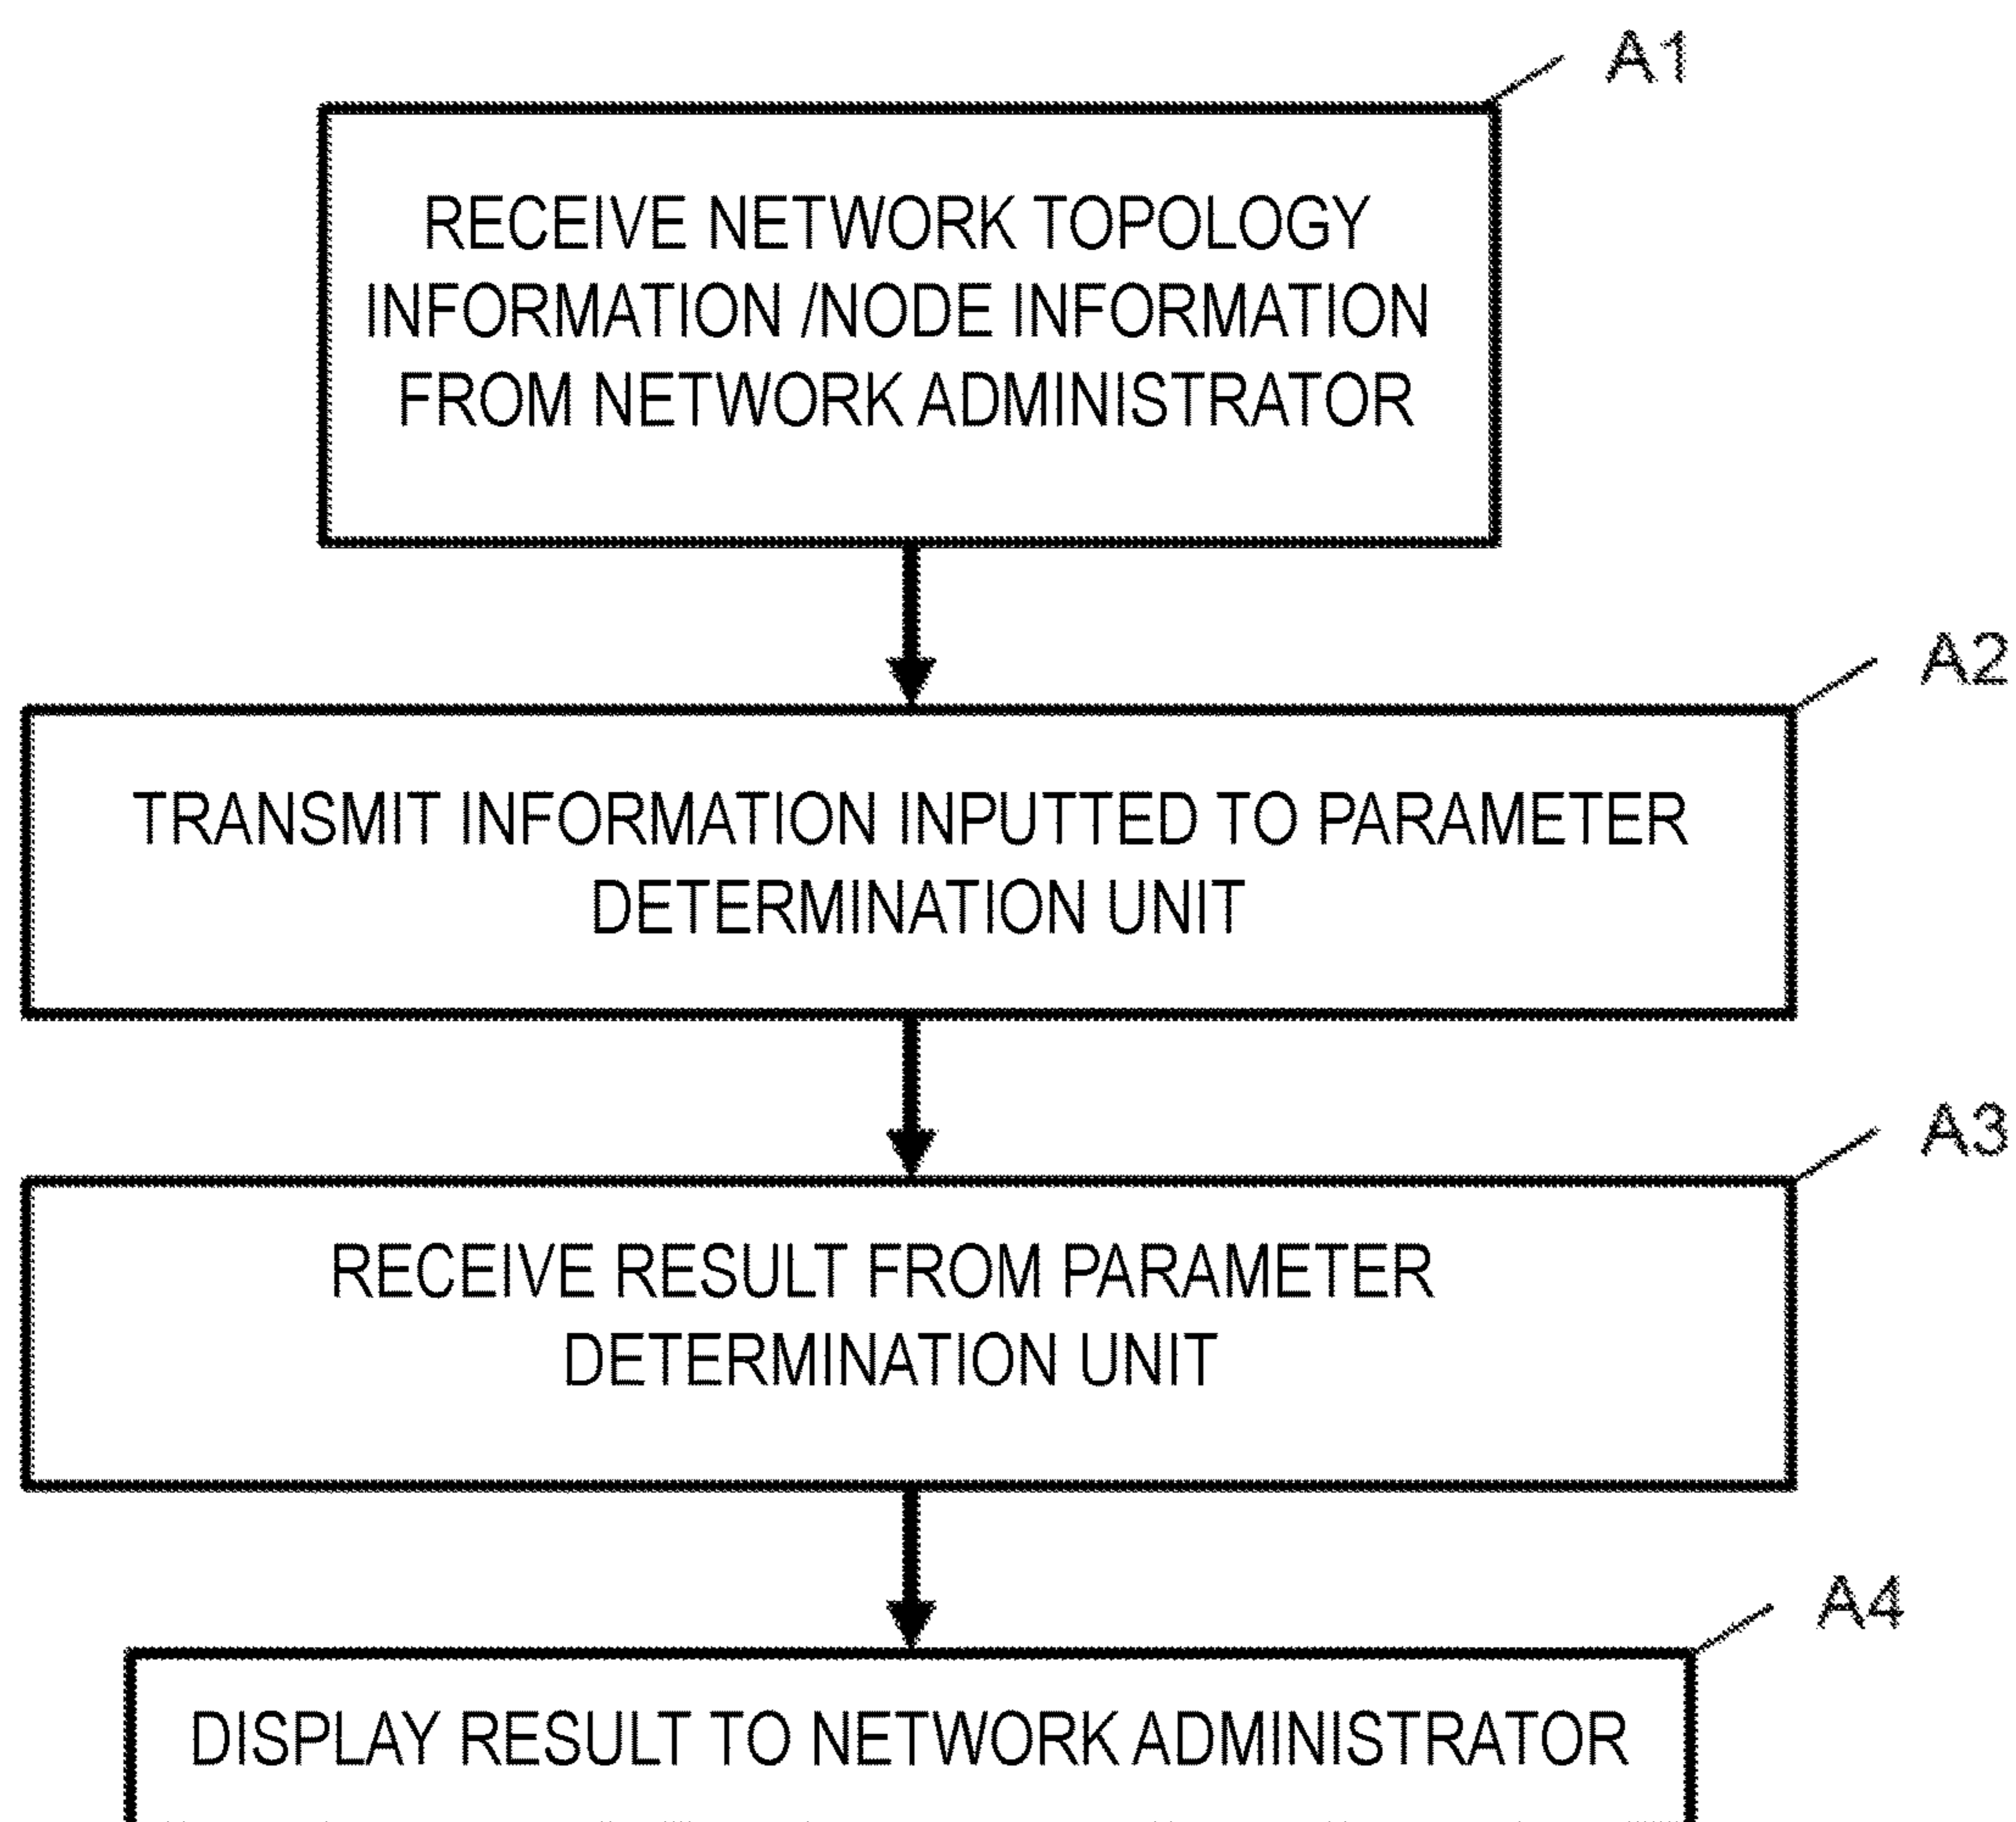 A1
RECEIVE NETWORK TOPOLOGY
INFORMATION /NODE INFORMATION
FROM NETWORK ADMINISTRATOR
A2
TRANSMIT INFORMATION INPUTTED TO PARAMETER
DETERMINATION UNIT
A3
RECEIVE RESULT FROM PARAMETER
DETERMINATION UNIT
A4
DISPLAY RESULT TO NETWORK ADMINISTRATOR